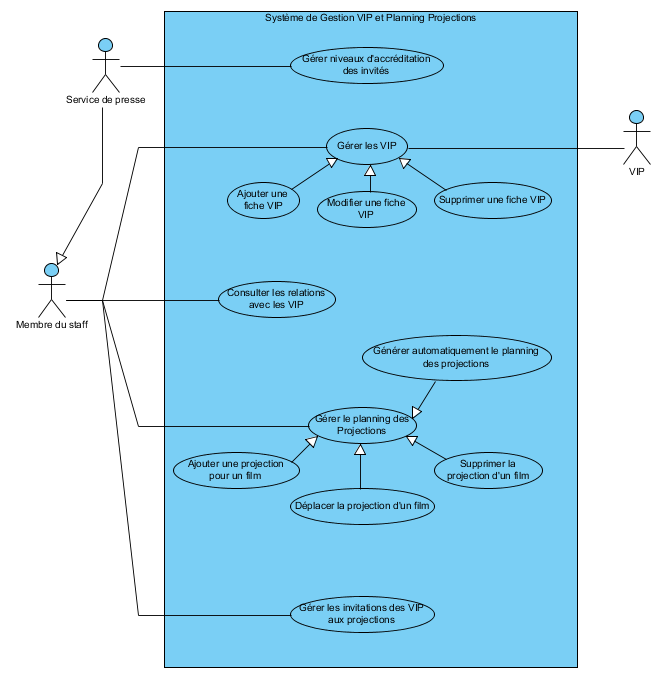 Système de Gestion VIP et Planning Projections
Gérer niveaux d'accréditation
des invités
Service de presse
Gérer les VIP
VIP
Ajouter une
fiche VIP
Modifier une fiche
VIP
Supprimer une fiche VIP
Consulter les relations
avec les VIP
Membre du staff
Générer automatiquement le planning
des projections
Gérer le planning des
Projections
Ajouter une projection
pour un film
Supprimer la
projection d'un film
Déplacer la projection d'un film
Gérer les invitations des VIP
aux projections